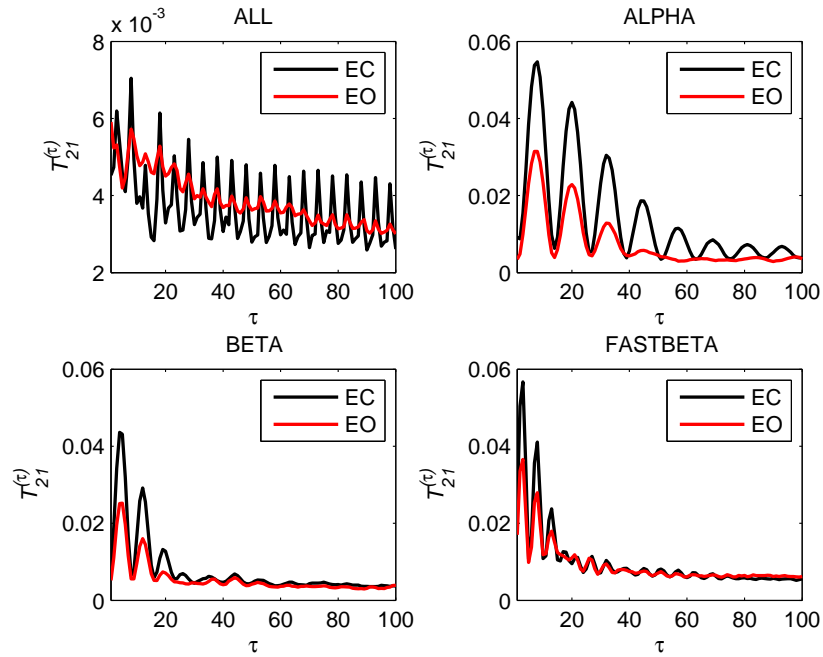 ALL
x 10^-3
8
6
4
2
T_21^(τ)
20 40 60 80 100
τ
EC
EO
ALPHA
0.06
0.04
0.02
0
T_21^(τ)
20 40 60 80 100
τ
EC
EO
BETA
0.06
0.04
0.02
0
T_21^(τ)
20 40 60 80 100
τ
EC
EO
FASTBETA
0.06
0.04
0.02
0
T_21^(τ)
20 40 60 80 100
τ
EC
EO